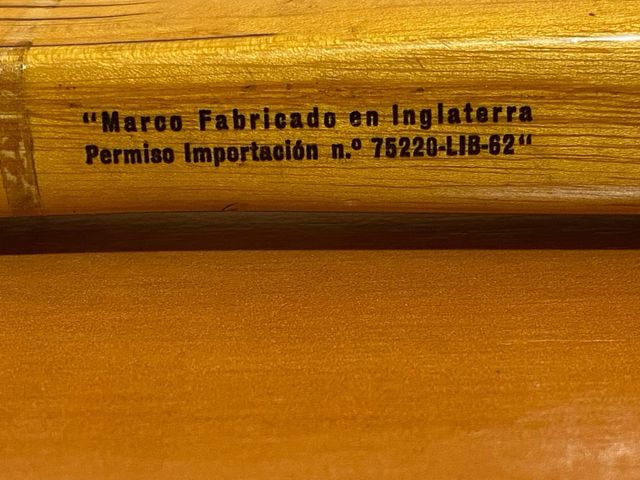 “Marco Fabricado en Inglaterra
Permiso Importación n.º 75220-LIB-62“